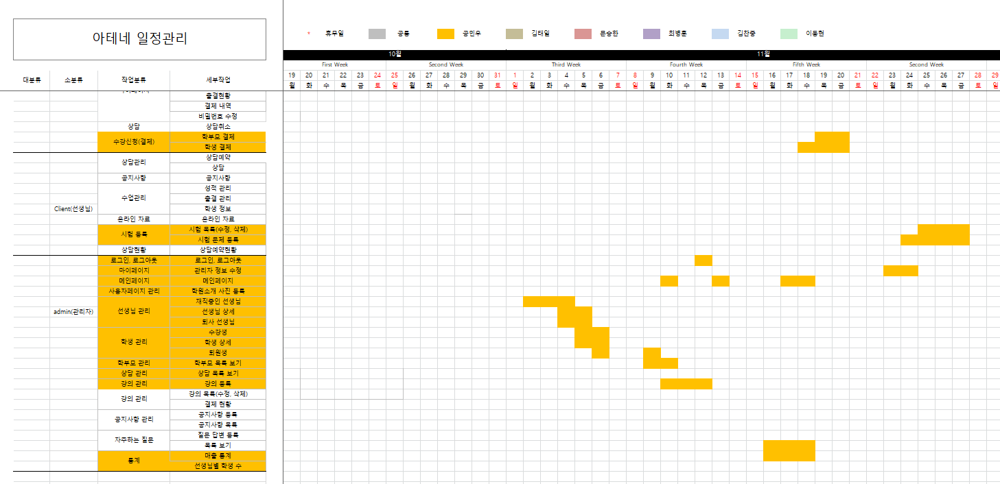 아테네 일정관리
* 휴무일 공통 공민우 김태일 문승한 최병훈 김찬중 이동현
10월 11월
First Week Second Week Third Week Fourth Week Fifth Week Second Week
대분류 소분류 작업분류 세부작업
19 20 21 22 23 24 25 26 27 28 29 30 31 1 2 3 4 5 6 7 8 9 10 11 12 13 14 15 16 17 18 19 20 21 22 23 24 25 26 27 28 29
월 화 수 목 금 토 일 월 화 수 목 금 토 일 월 화 수 목 금 토 일 월 화 수 목 금 토 일 월 화 수 목 금 토 일 월 화 수 목 금 토 일
출결현황
결제 내역
비밀번호 수정
상담 상담취소
수강신청(결제) 학부모 결제
학생 결제
상담관리 상담예약
상담
공지사항 공지사항
수업관리 성적 관리
출결 관리
Client(선생님) 학생 정보
온라인 자료 온라인 자료
시험 등록 시험 목록(수정, 삭제)
시험 문제 등록
상담현황 상담예약현황
로그인, 로그아웃 로그인, 로그아웃
마이페이지 관리자 정보 수정
메인페이지 메인페이지
사용자페이지 관리 학원소개 사진 등록
재직중인 선생님
admin(관리자) 선생님 관리 선생님 상세
퇴사 선생님
수강생
학생 관리 학생 상세
퇴원생
학부모 관리 학부모 목록 보기
상담 관리 상담 목록 보기
강의 관리 강의 등록
강의 관리 강의 목록(수정, 삭제)
결제 현황
공지사항 관리 공지사항 등록
공지사항 목록
자주하는 질문 질문 답변 등록
목록 보기
통계 매출 통계
선생님별 학생 수